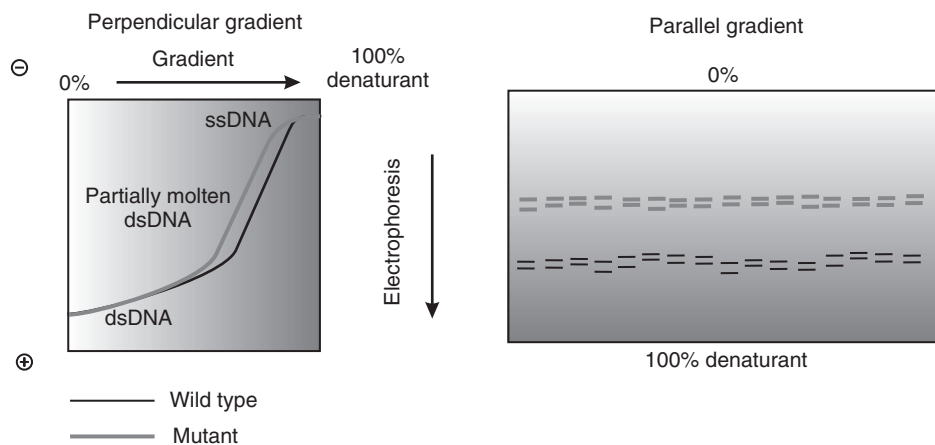 Perpendicular gradient
Gradient
⊖
0%
100%
denaturant
ssDNA
Partially molten
dsDNA
dsDNA
⊕
Electrophoresis
Wild type
Mutant
Parallel gradient
0%
100% denaturant